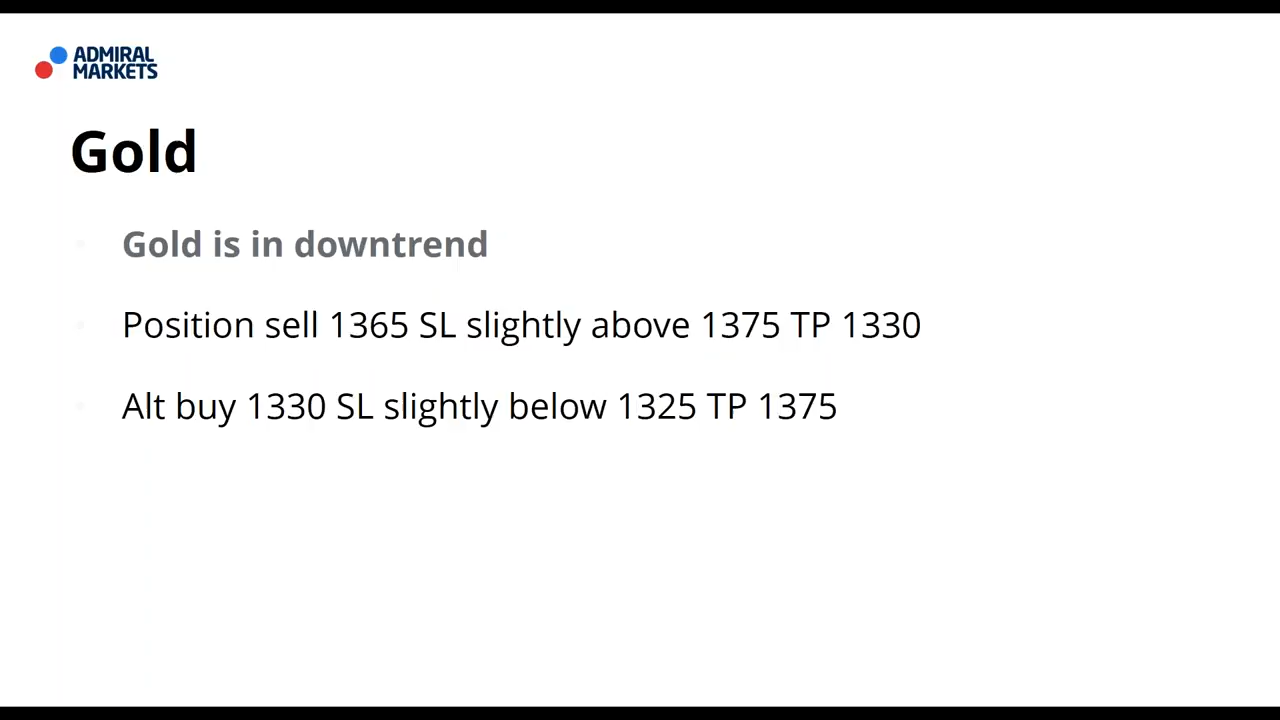 ADMIRAL
MARKETS
Gold
Gold is in downtrend
Position sell 1365 SL slightly above 1375 TP 1330
Alt buy 1330 SL slightly below 1325 TP 1375